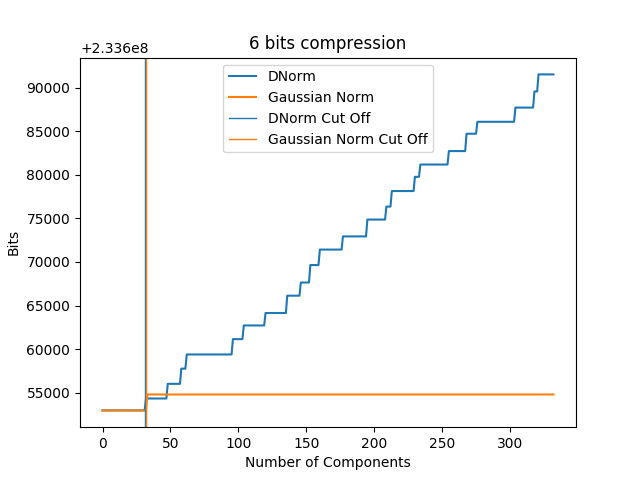 6 bits compression
+2.336e8
DNorm
Gaussian Norm
DNorm Cut Off
Gaussian Norm Cut Off
90000
85000
80000
75000
70000
65000
60000
55000
Bits
0 50 100 150 200 250 300
Number of Components